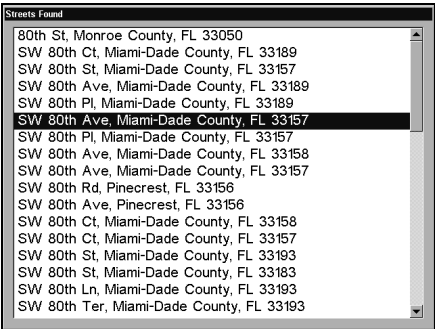 Streets Found
80th St, Monroe County, FL 33050
SW 80th Ct, Miami-Dade County, FL 33189
SW 80th St, Miami-Dade County, FL 33157
SW 80th Ave, Miami-Dade County, FL 33189
SW 80th Pl, Miami-Dade County, FL 33189
SW 80th Ave, Miami-Dade County, FL 33157
SW 80th Pl, Miami-Dade County, FL 33157
SW 80th Ave, Miami-Dade County, FL 33158
SW 80th Ave, Miami-Dade County, FL 33157
SW 80th Rd, Pinecrest, FL 33156
SW 80th Ave, Pinecrest, FL 33156
SW 80th Ct, Miami-Dade County, FL 33158
SW 80th Ct, Miami-Dade County, FL 33157
SW 80th St, Miami-Dade County, FL 33193
SW 80th St, Miami-Dade County, FL 33183
SW 80th Ln, Miami-Dade County, FL 33193
SW 80th Ter, Miami-Dade County, FL 33193